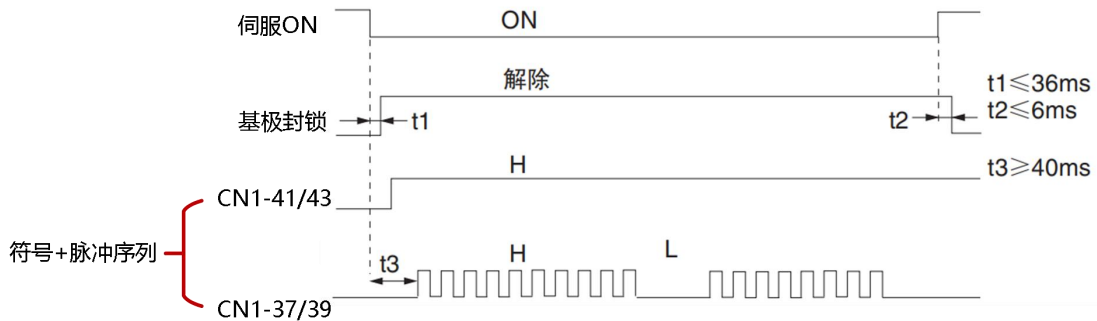 伺服ON
ON
解除
基极封锁
t1
t2
t1≤36ms
t2≤6ms
t3≥40ms
H
CN1-41/43
符号+脉冲序列
t3
H
L
CN1-37/39